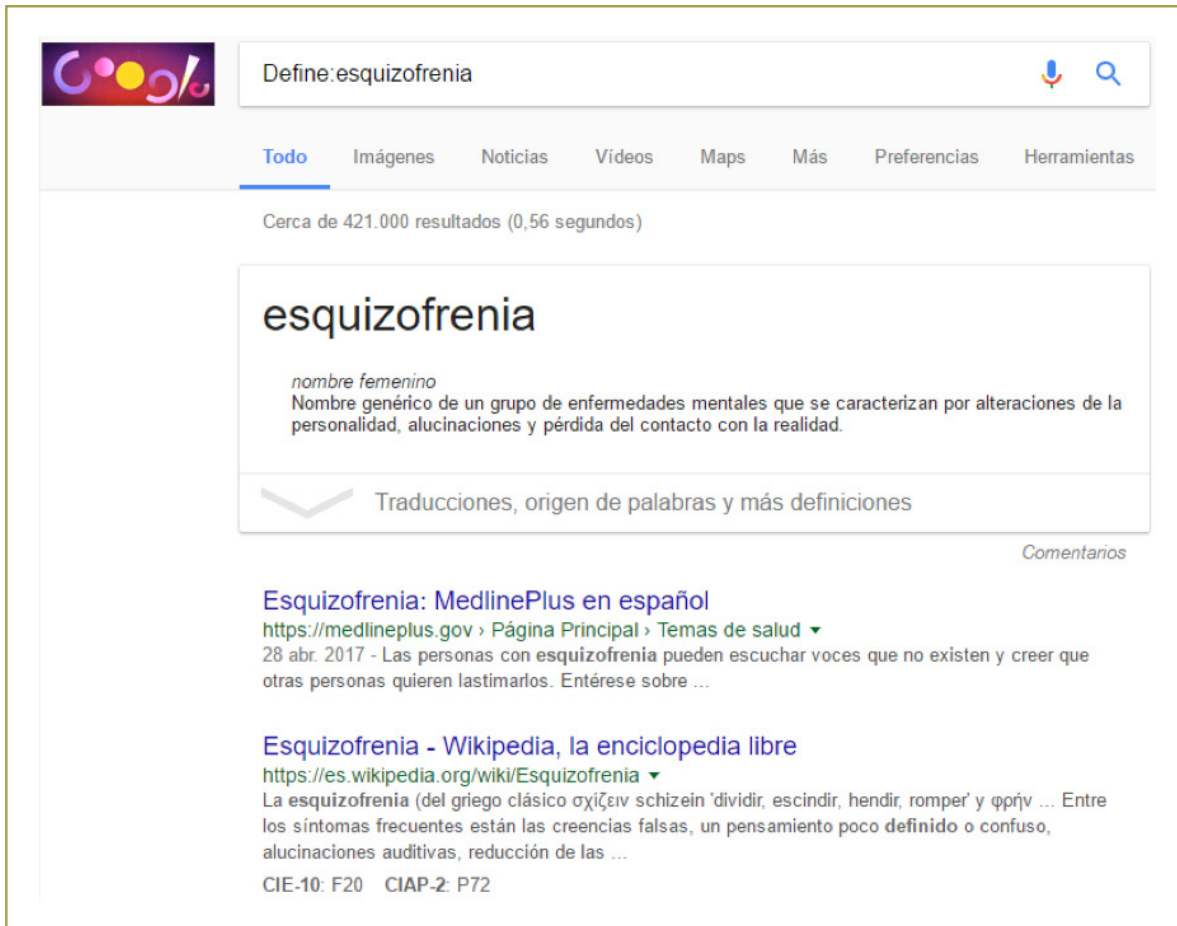 Google
Define:esquizofrenia
Todo Imágenes Noticias Vídeos Maps Más Preferencias Herramientas
Cerca de 421.000 resultados (0,56 segundos)
esquizofrenia
nombre femenino
Nombre genérico de un grupo de enfermedades mentales que se caracterizan por alteraciones de la
personalidad, alucinaciones y pérdida del contacto con la realidad.
Traducciones, origen de palabras y más definiciones
Comentarios
Esquizofrenia: MedlinePlus en español
https://medlineplus.gov › Página Principal › Temas de salud
28 abr. 2017 - Las personas con esquizofrenia pueden escuchar voces que no existen y creer que
otras personas quieren lastimarlos. Entérese sobre ...
Esquizofrenia - Wikipedia, la enciclopedia libre
https://es.wikipedia.org/wiki/Esquizofrenia
La esquizofrenia (del griego clásico σχίζειν schizein 'dividir, escindir, hendir, romper' y φρήν ... Entre
los síntomas frecuentes están las creencias falsas, un pensamiento poco definido o confuso,
alucinaciones auditivas, reducción de las ...
CIE-10: F20 CIAP-2: P72